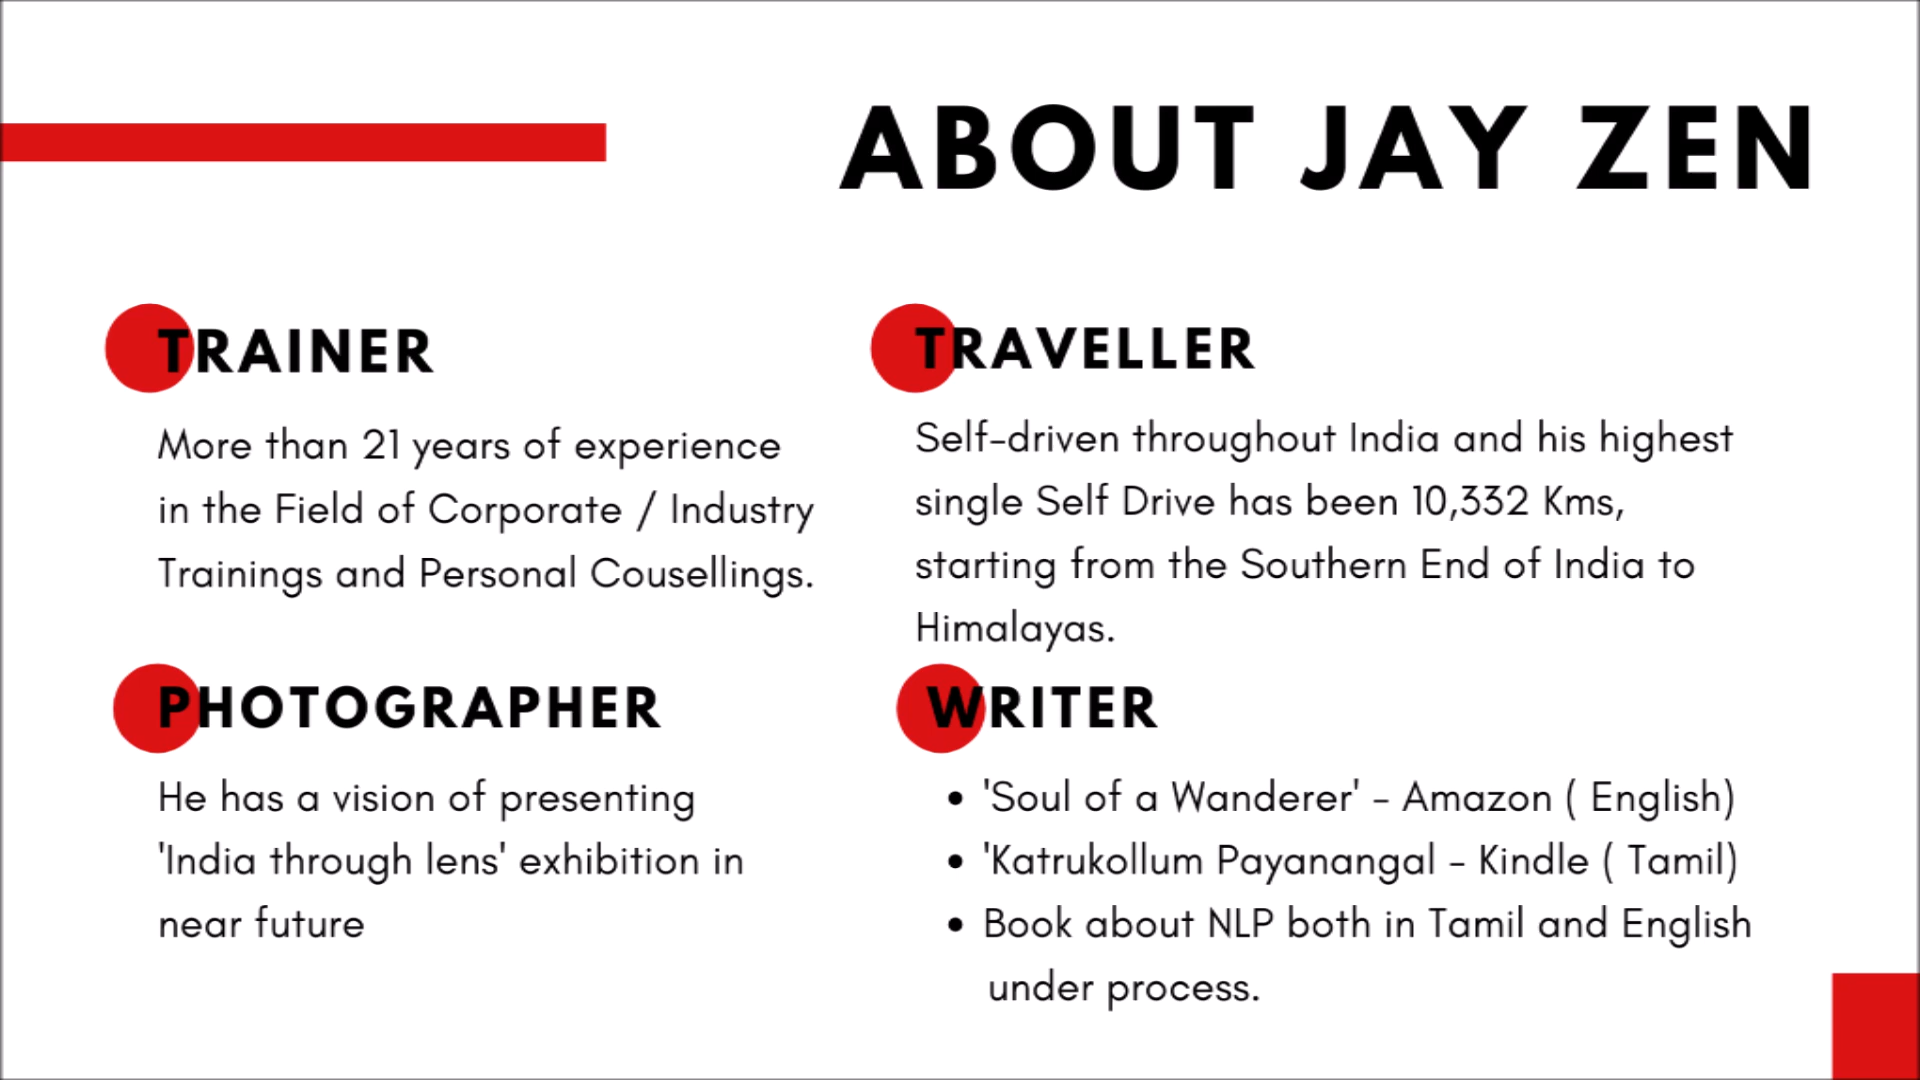 ABOUT JAY ZEN
TRAINER
More than 21 years of experience
in the Field of Corporate / Industry
Trainings and Personal Cousellings.
TRAVELLER
Self-driven throughout India and his highest
single Self Drive has been 10,332 Kms,
starting from the Southern End of India to
Himalayas.
PHOTOGRAPHER
He has a vision of presenting
'India through lens' exhibition in
near future
WRITER
• 'Soul of a Wanderer' - Amazon ( English)
• 'Katrukollum Payanangal - Kindle ( Tamil)
• Book about NLP both in Tamil and English
under process.